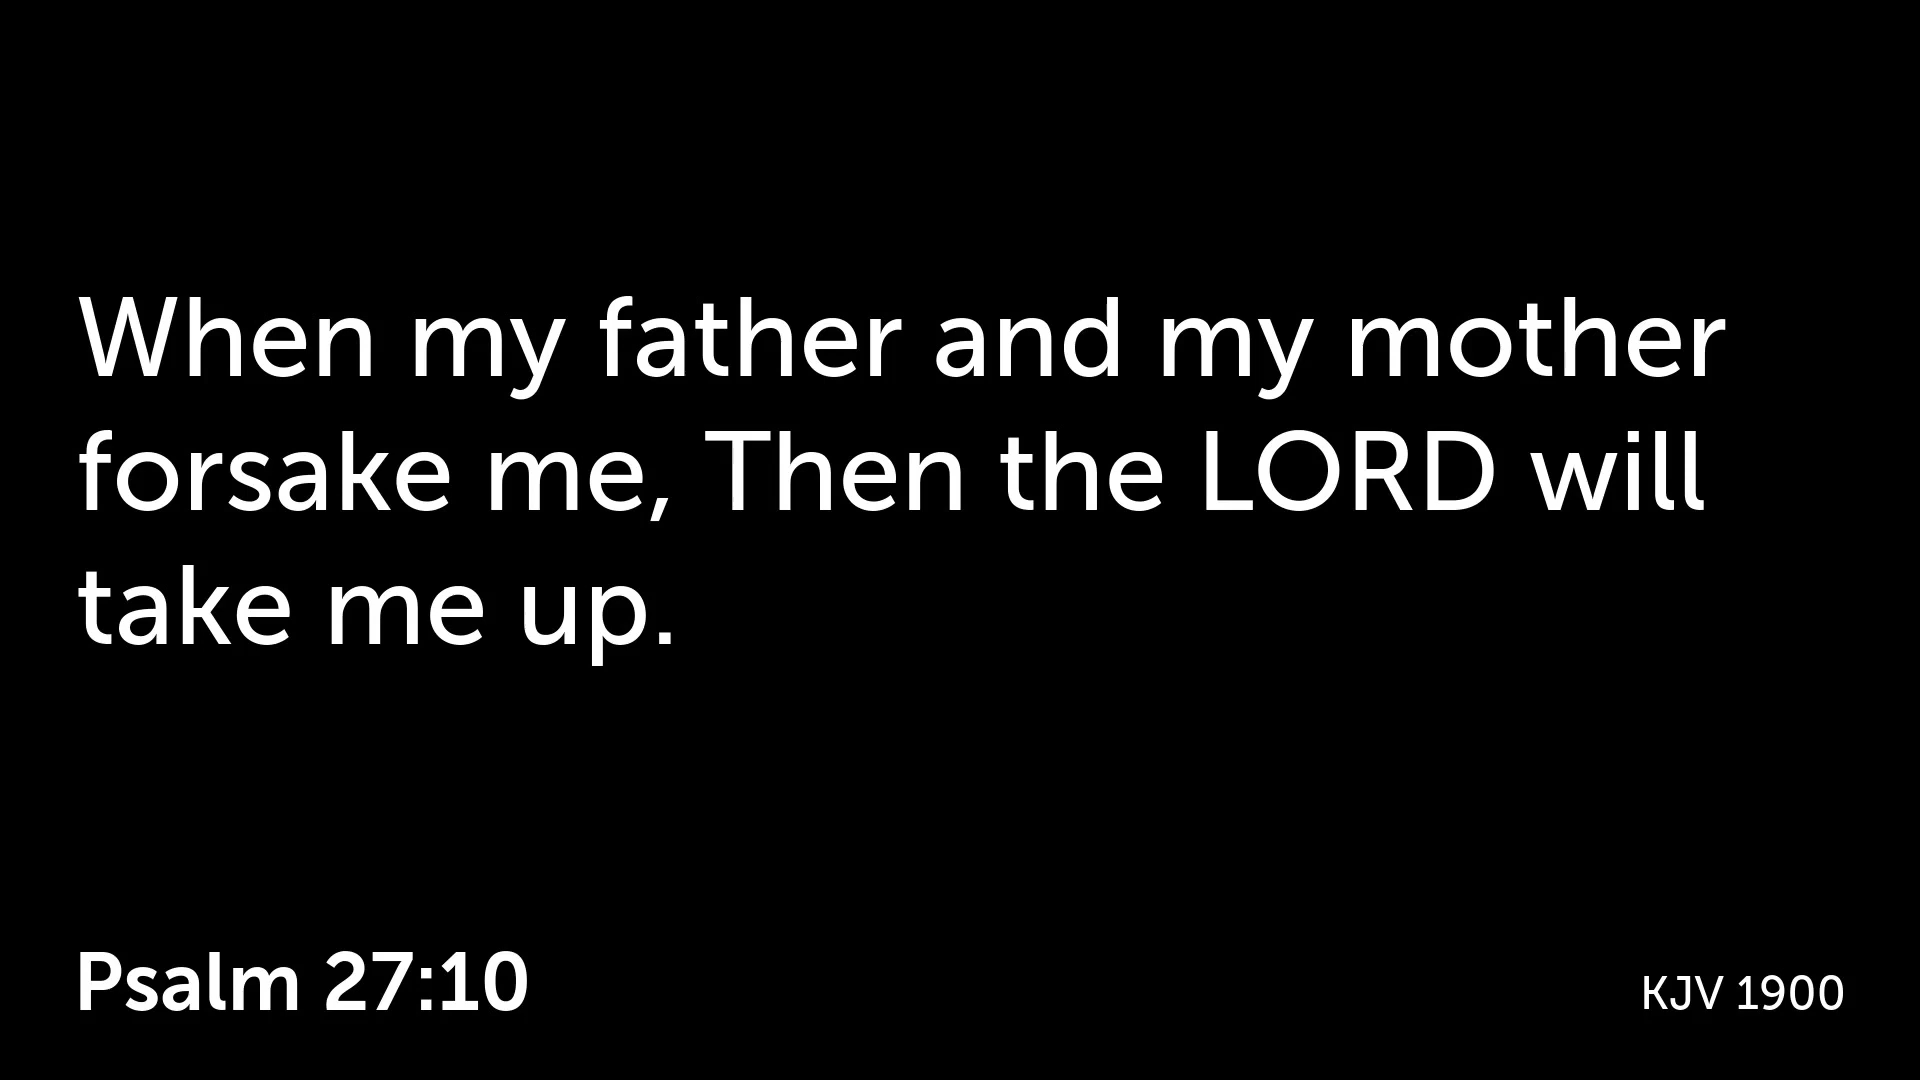 When my father and my mother
forsake me, Then the LORD will
take me up.
Psalm 27:10
KJV 1900